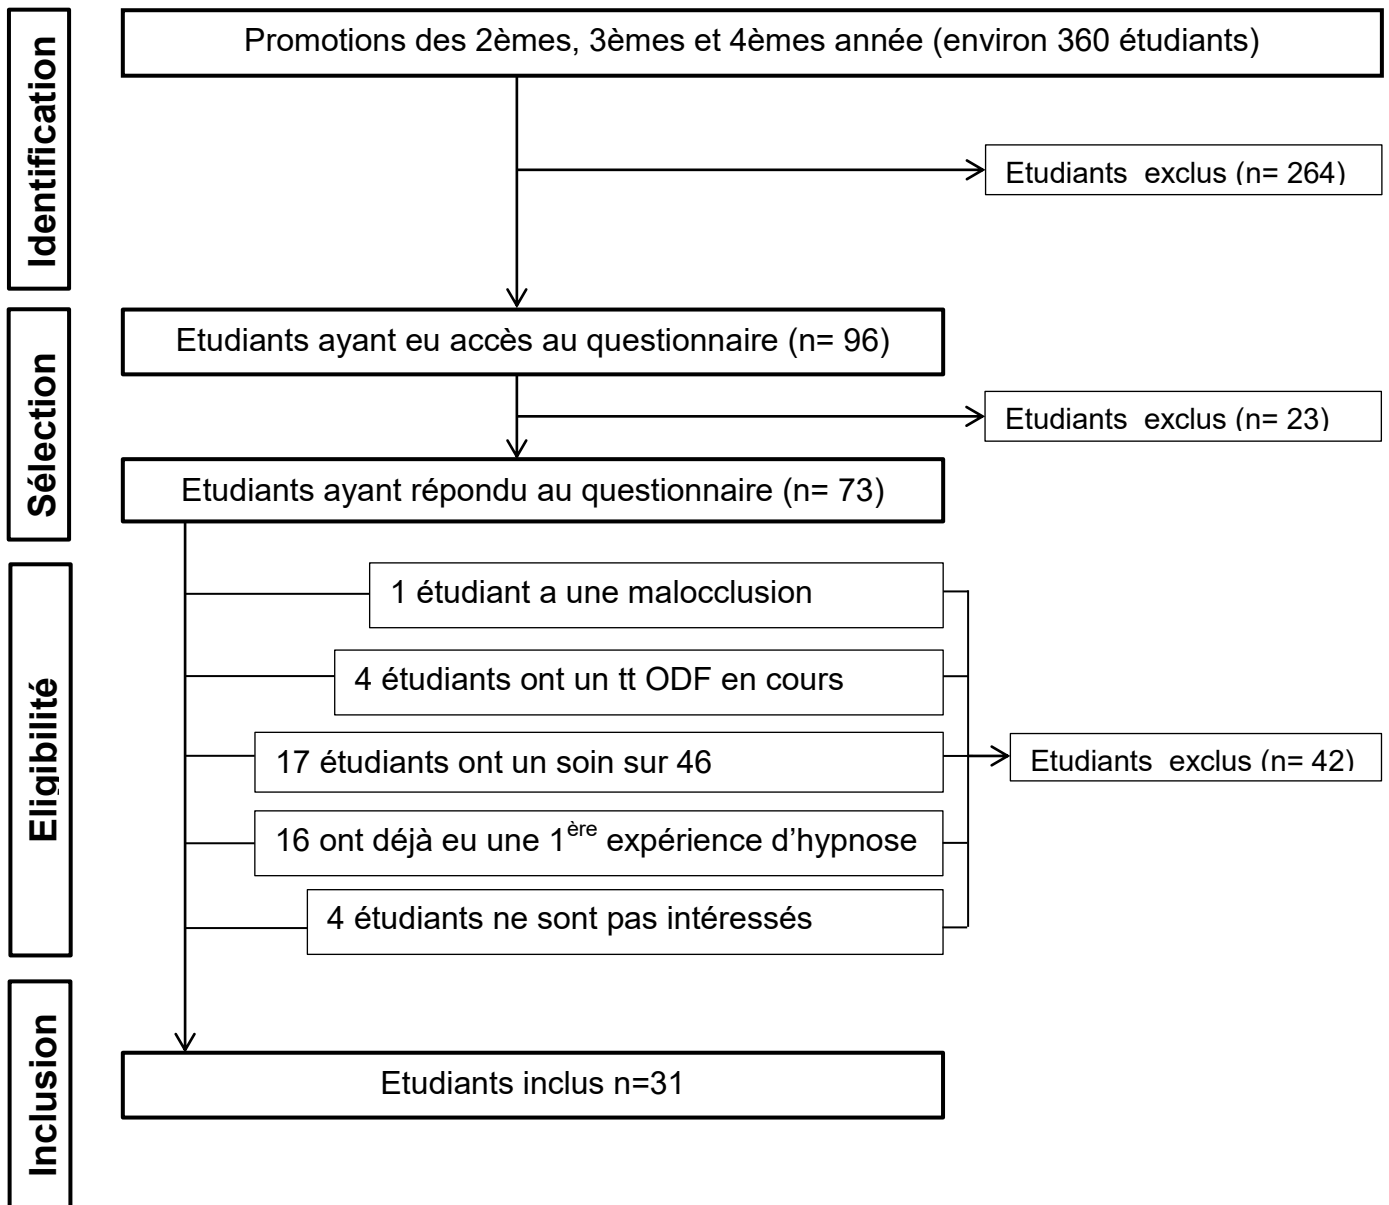 Identification
Promotions des 2èmes, 3èmes et 4èmes année (environ 360 étudiants)
Etudiants exclus (n= 264)
Sélection
Etudiants ayant eu accès au questionnaire (n= 96)
Etudiants exclus (n= 23)
Etudiants ayant répondu au questionnaire (n= 73)
Eligibilité
1 étudiant a une malocclusion
4 étudiants ont un tt ODF en cours
17 étudiants ont un soin sur 46
Etudiants exclus (n= 42)
16 ont déjà eu une 1ère expérience d’hypnose
4 étudiants ne sont pas intéressés
Inclusion
Etudiants inclus n=31